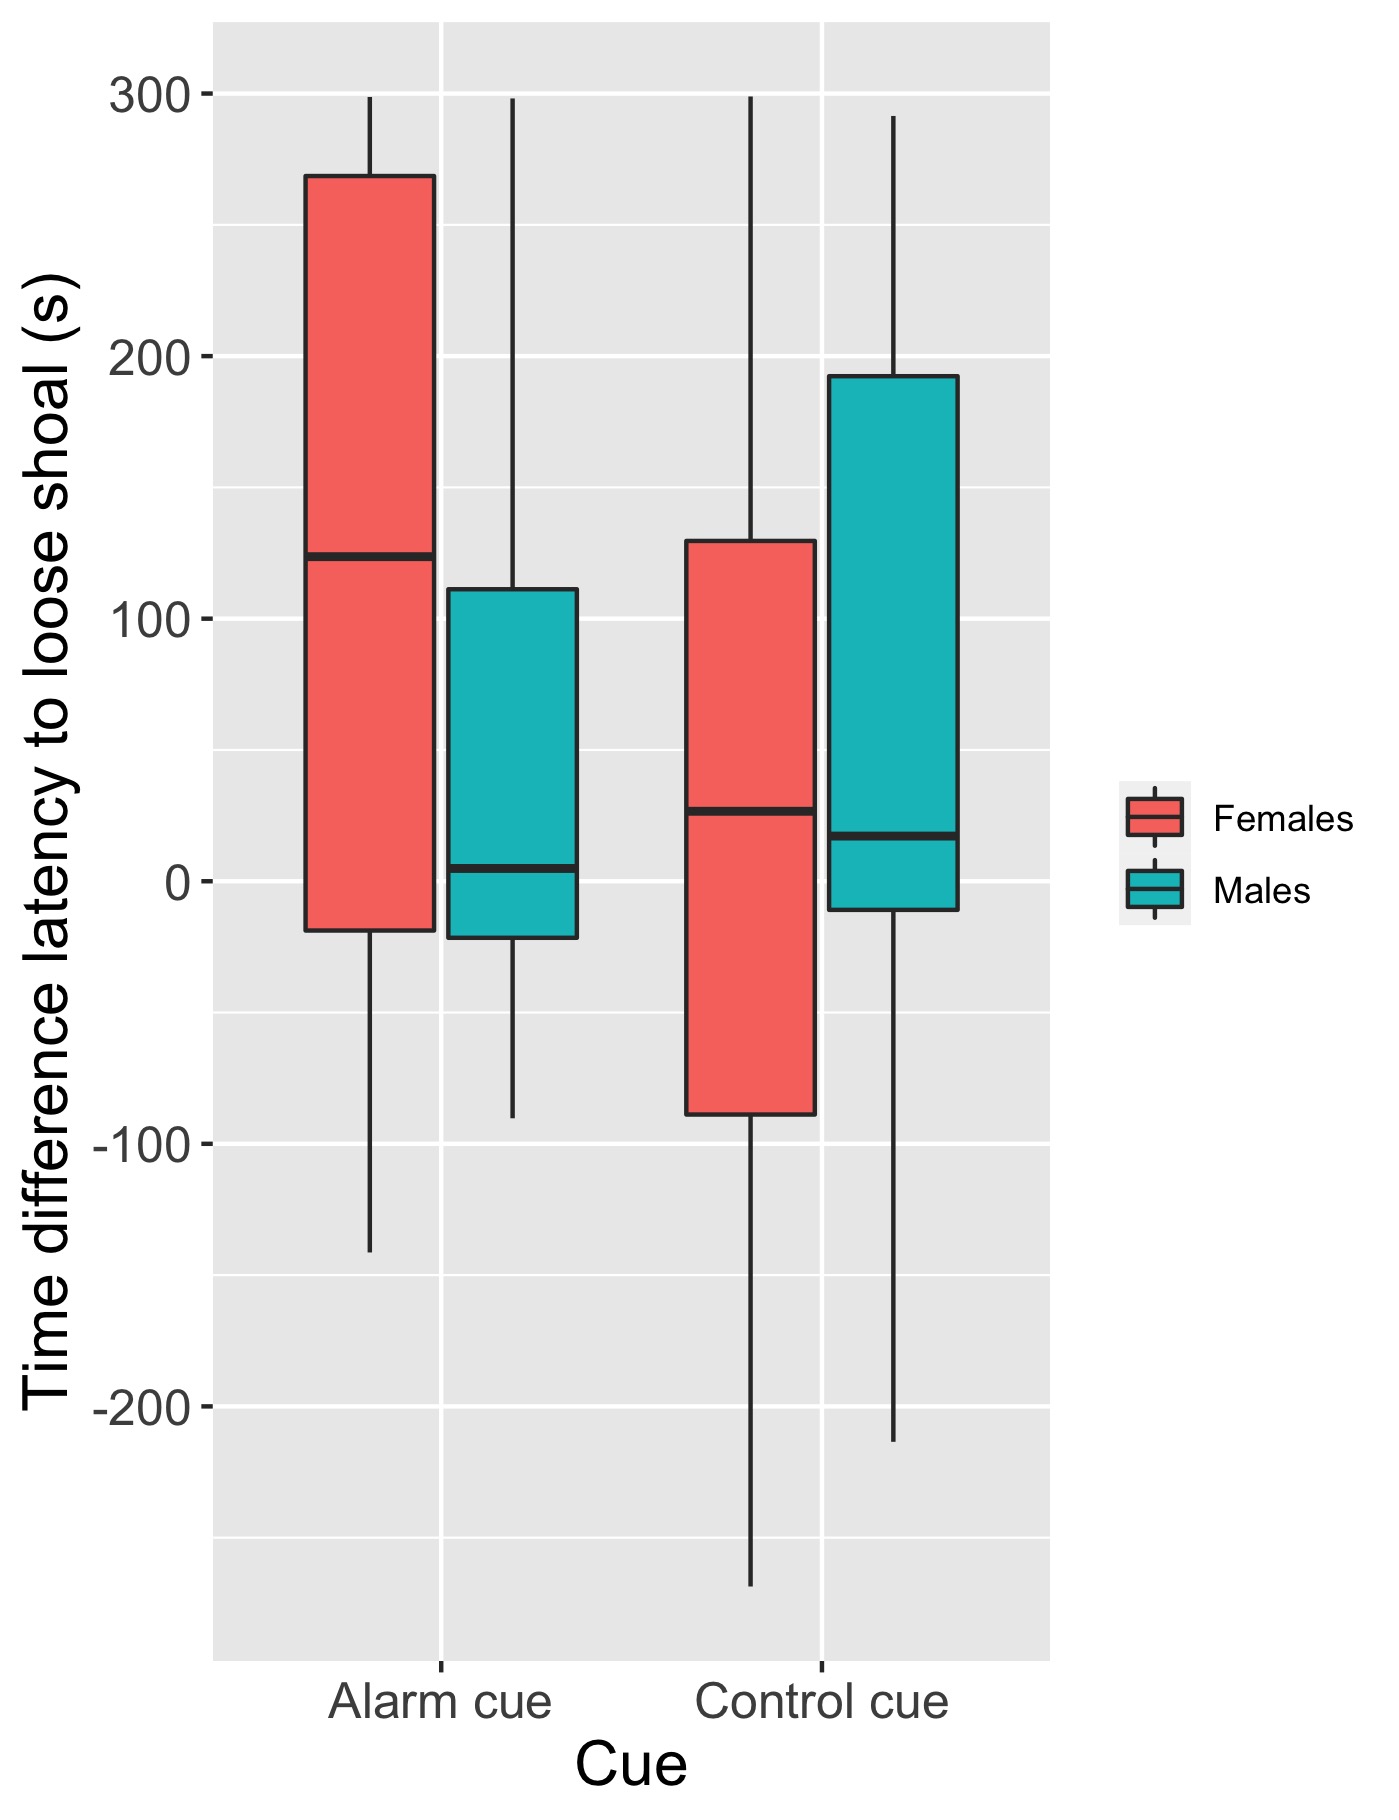 Time difference latency to loose shoal (s)
300
200
100
0
-100
-200
Alarm cue
Control cue
Cue
Females
Males